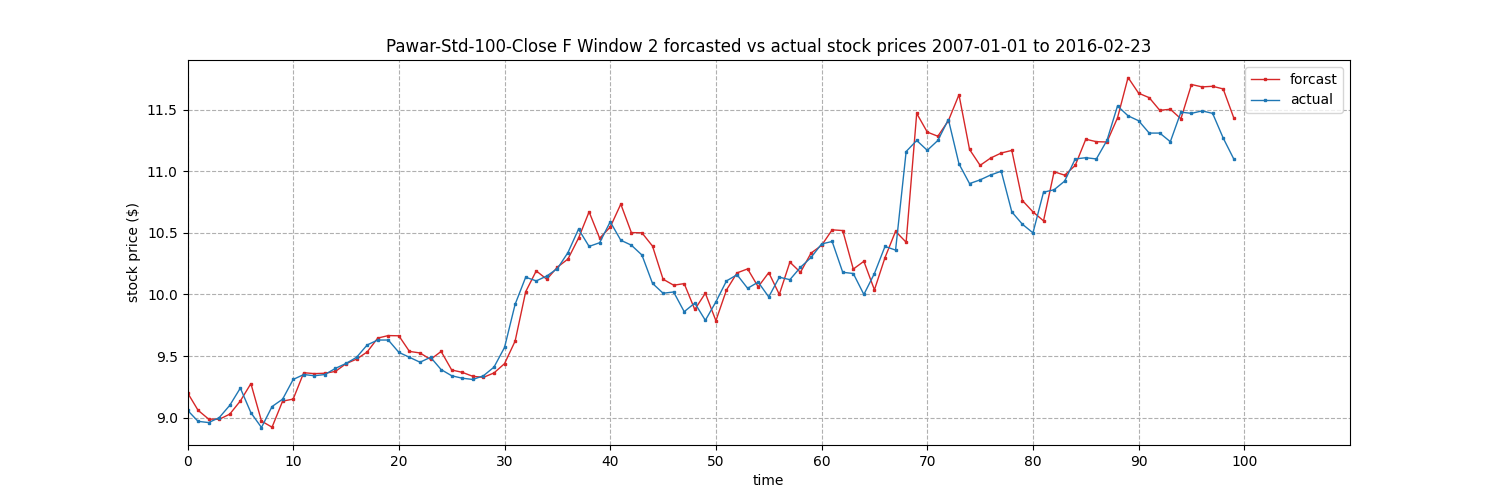 Pawar-Std-100-Close F Window 2 forcasted vs actual stock prices 2007-01-01 to 2016-02-23
forcast
actual
11.5
11.0
10.5
10.0
9.5
9.0
stock price ($)
0 10 20 30 40 50 60 70 80 90 100
time